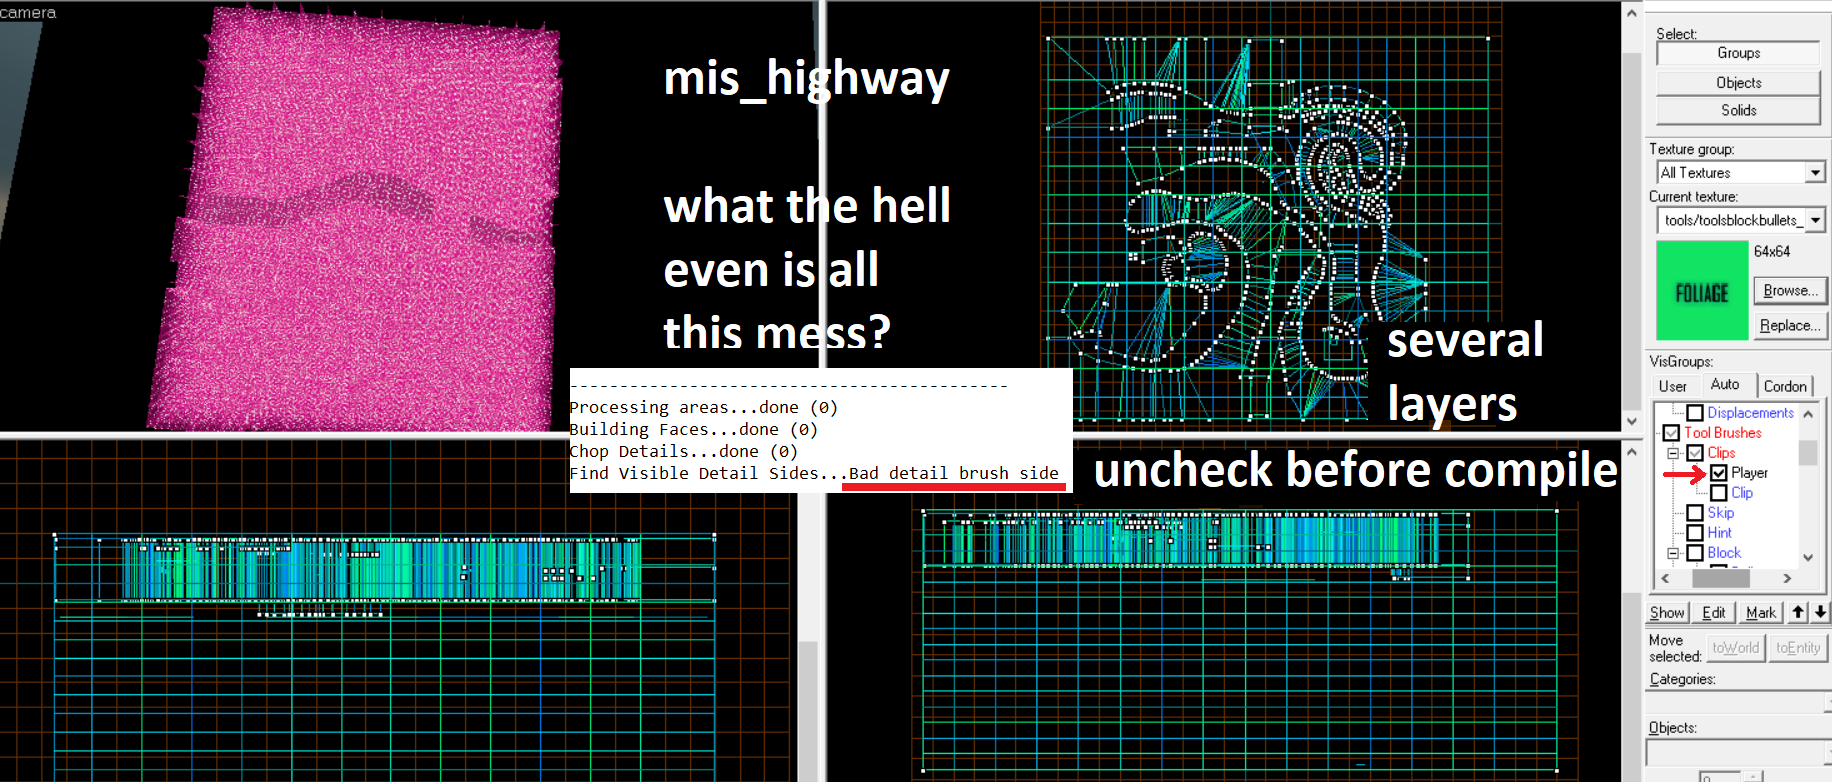 camera
mis_highway
what the hell
even is all
this mess?
several
layers
--------------------------------------------
Processing areas...done (0)
Building Faces...done (0)
Chop Details...done (0)
Find Visible Detail Sides...Bad detail brush side
uncheck before compile
Select:
Groups
Objects
Solids
Texture group:
All Textures
Current texture:
tools/toolsblockbullets_
FOLIAGE
64x64
Browse...
Replace...
VisGroups:
User Auto Cordon
Displacements
Tool Brushes
Clips
Player
Clip
Skip
Hint
Block
Show Edit Mark
Move
selected:
toWorld toEntity
Categories:
Objects: